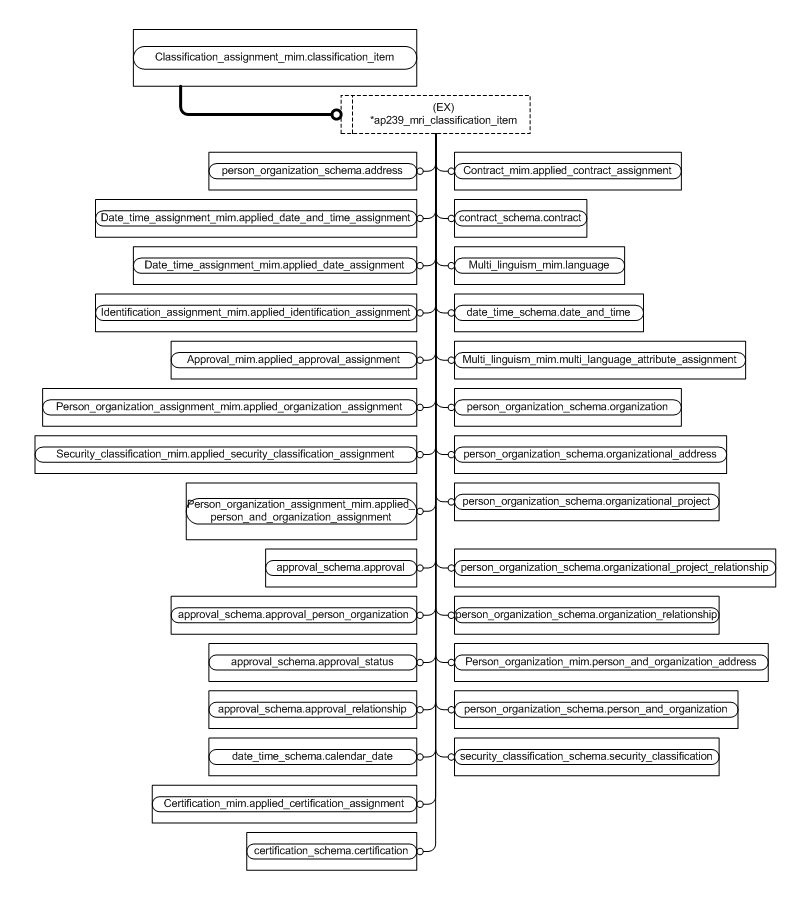 Classification_assignment_mim.classification_item
(EX)
*ap239_mri_classification_item
person_organization_schema.address
Contract_mim.applied_contract_assignment
Date_time_assignment_mim.applied_date_and_time_assignment
contract_schema.contract
Date_time_assignment_mim.applied_date_assignment
Multi_linguism_mim.language
Identification_assignment_mim.applied_identification_assignment
date_time_schema.date_and_time
Approval_mim.applied_approval_assignment
Multi_linguism_mim.multi_language_attribute_assignment
Person_organization_assignment_mim.applied_organization_assignment
person_organization_schema.organization
Security_classification_mim.applied_security_classification_assignment
person_organization_schema.organizational_address
Person_organization_assignment_mim.applied_
person_and_organization_assignment
person_organization_schema.organizational_project
approval_schema.approval
person_organization_schema.organizational_project_relationship
approval_schema.approval_person_organization
person_organization_schema.organization_relationship
approval_schema.approval_status
Person_organization_mim.person_and_organization_address
approval_schema.approval_relationship
person_organization_schema.person_and_organization
date_time_schema.calendar_date
security_classification_schema.security_classification
Certification_mim.applied_certification_assignment
certification_schema.certification